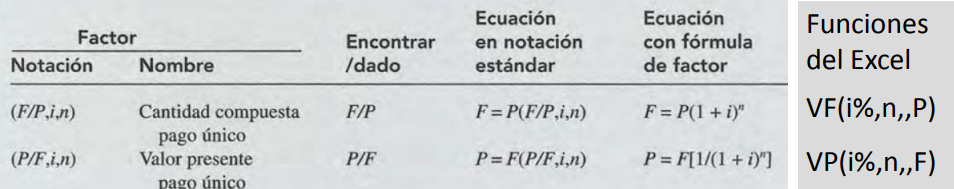 Factor
Notación Nombre Encontrar /dado Ecuación en notación estándar Ecuación con fórmula de factor Funciones del Excel
(F/P,i,n) Cantidad compuesta pago único F/P F = P(F/P,i,n) F = P(1 + i)ⁿ VF(i%,n,,P)
(P/F,i,n) Valor presente pago único P/F P = F(P/F,i,n) P = F[1/(1 + i)ⁿ] VP(i%,n,,F)